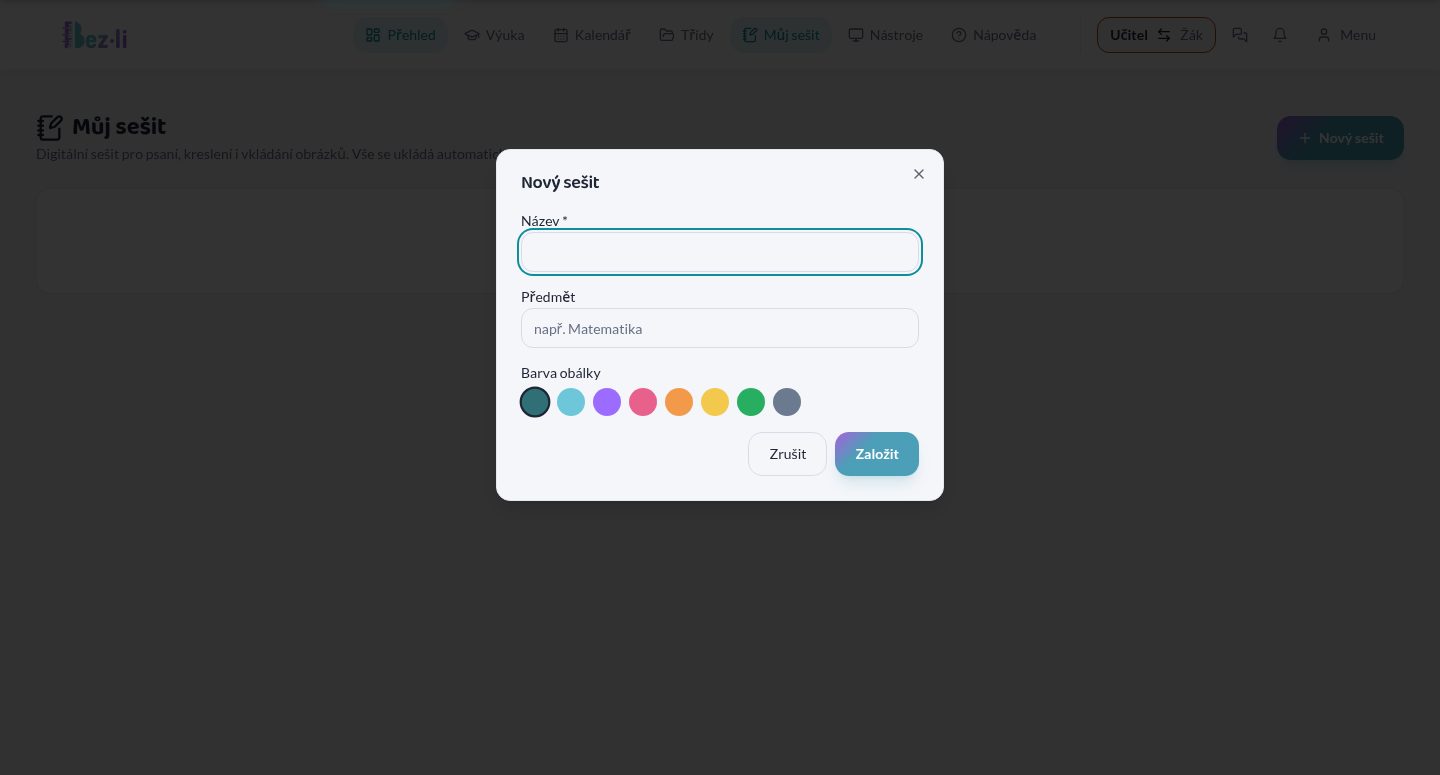 bez·li
Přehled
Výuka
Kalendář
Třídy
Můj sešit
Nástroje
Nápověda
Učitel
Žák
Menu
Můj sešit
Digitální sešit pro psaní, kreslení i vkládání obrázků. Vše se ukládá
Nový sešit
Nový sešit
Název *
Předmět
např. Matematika
Barva obálky
Zrušit
Založit